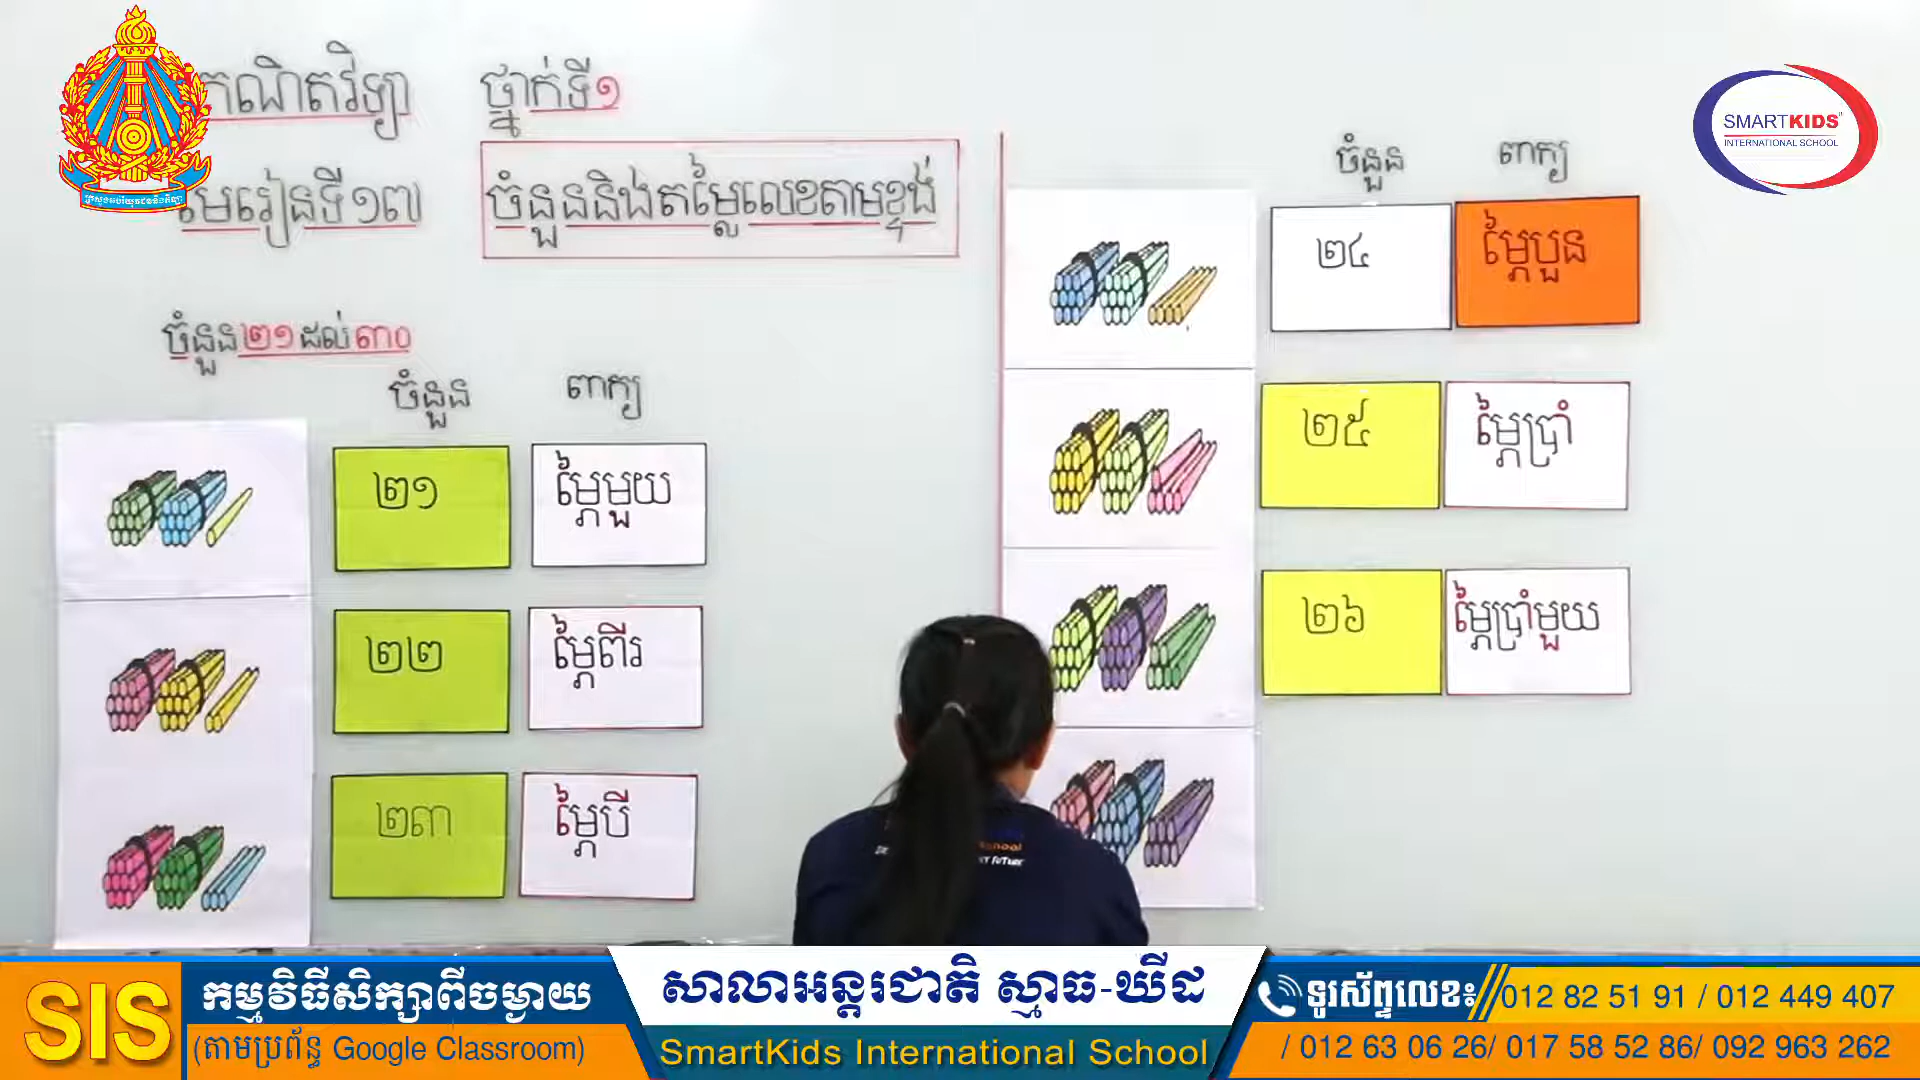 គណិតវិទ្យា ថ្នាក់ទី១
មេរៀនទី១៧ ចំនួននិងតម្លៃលេខតាមខ្ទង់
ចំនួន២១ដល់៣០
ចំនួន ពាក្យ
២១ ម្ភៃមួយ
២២ ម្ភៃពីរ
២៣ ម្ភៃបី
ចំនួន ពាក្យ
២៤ ម្ភៃបួន
២៥ ម្ភៃប្រាំ
២៦ ម្ភៃប្រាំមួយ
SMARTKIDS
INTERNATIONAL SCHOOL
SIS
កម្មវិធីសិក្សាពីចម្ងាយ
(តាមប្រព័ន្ធ Google Classroom)
សាលាអន្តរជាតិ ស្មាធ-ឃីដ
SmartKids International School
ទូរស័ព្ទលេខ៖ 012 82 51 91 / 012 449 407
/ 012 63 06 26/ 017 58 52 86/ 092 963 262